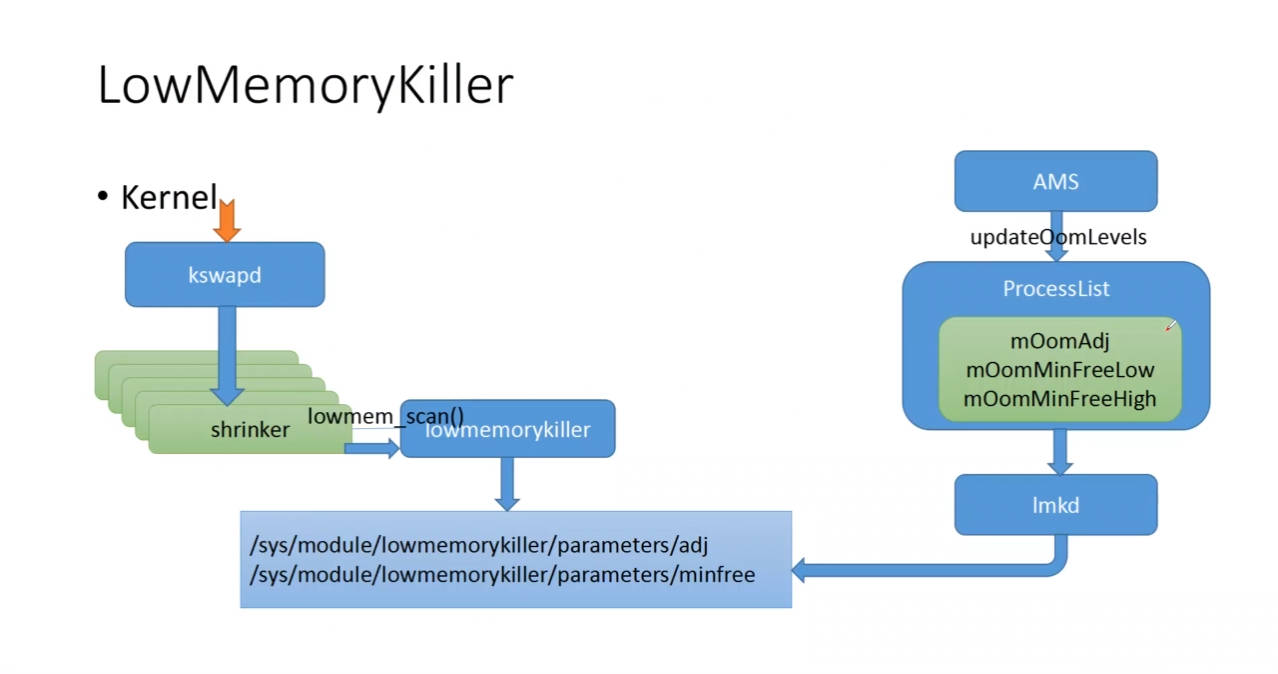 LowMemoryKiller
• Kernel
kswapd
shrinker
lowmem_scan()
lowmemorykiller
/sys/module/lowmemorykiller/parameters/adj
/sys/module/lowmemorykiller/parameters/minfree
AMS
updateOomLevels
ProcessList
mOomAdj
mOomMinFreeLow
mOomMinFreeHigh
lmkd